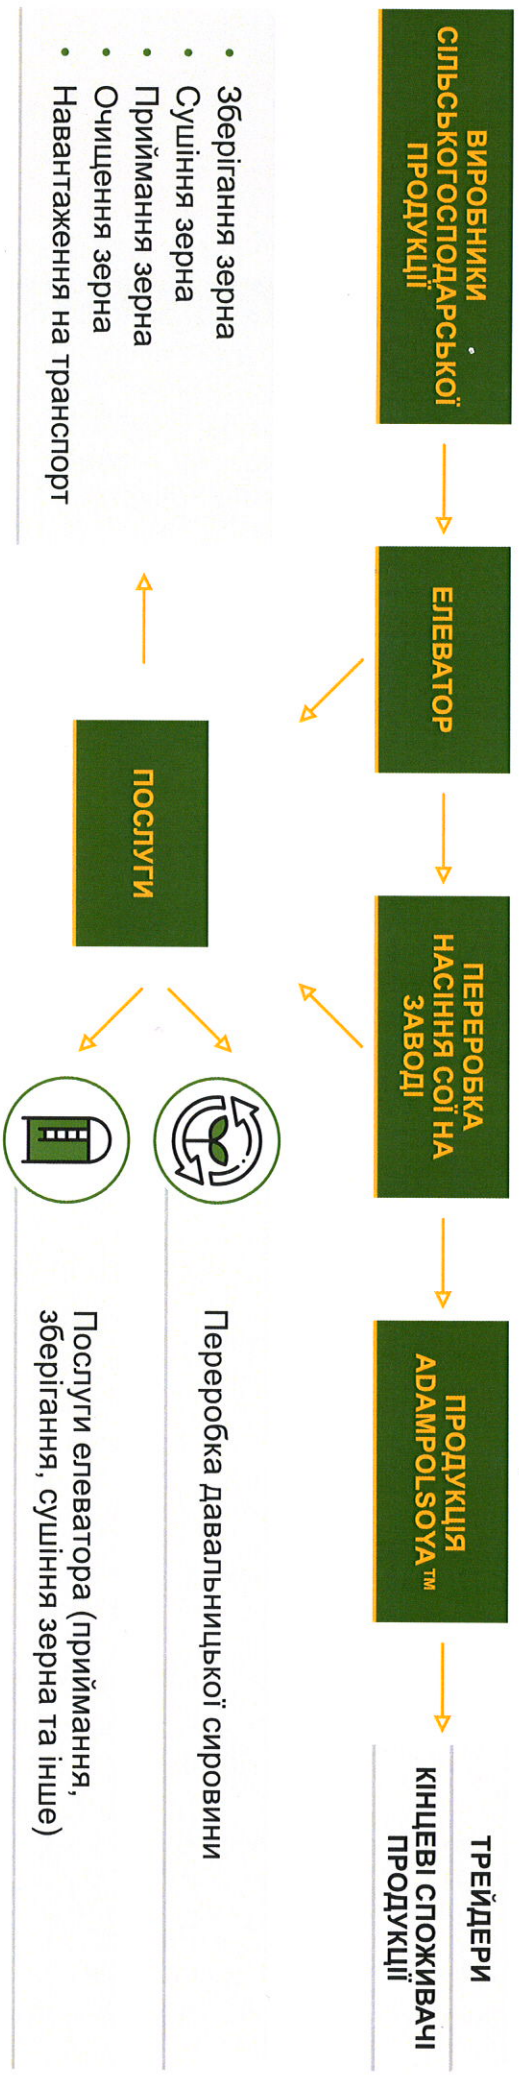 ВИРОБНИКИ
СІЛЬСЬКОГОСПОДАРСЬКОЇ
ПРОДУКЦІЇ
ЕЛЕВАТОР
ПЕРЕРОБКА
НАСІННЯ СОЇ НА
ЗАВОДІ
ПРОДУКЦІЯ
ADAMPOLSOYA™
ТРЕЙДЕРИ
КІНЦЕВІ СПОЖИВАЧІ
ПРОДУКЦІЇ
• Зберігання зерна
• Сушіння зерна
• Приймання зерна
• Очищення зерна
• Навантаження на транспорт
ПОСЛУГИ
Переробка давальницької сировини
Послуги елеватора (приймання,
зберігання, сушіння зерна та інше)